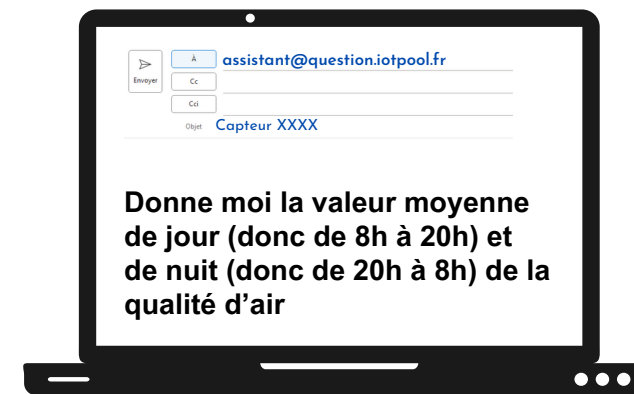 À assistant@question.iotpool.fr
Envoyer
Cc
Cci
Objet Capteur XXXX
Donne moi la valeur moyenne
de jour (donc de 8h à 20h) et
de nuit (donc de 20h à 8h) de la
qualité d’air